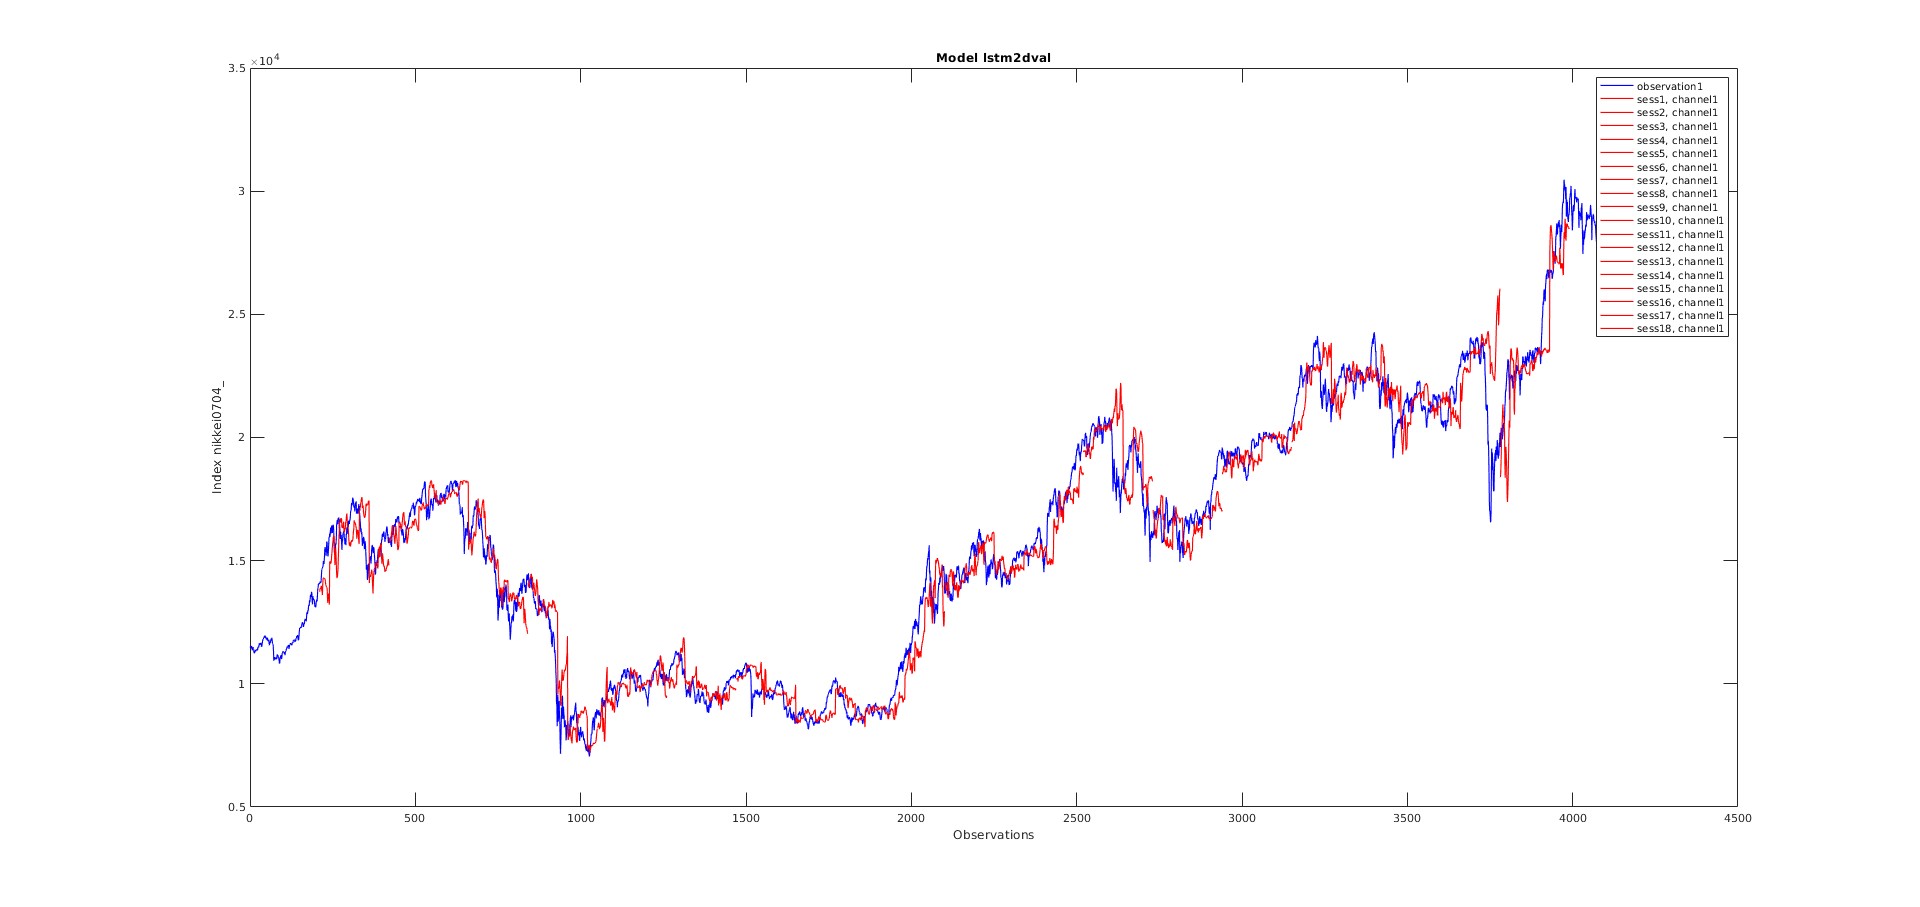 Model lstm2dval
×10⁴
3.5
3
2.5
2
1.5
1
0.5
Index nikkei0704_
0 500 1000 1500 2000 2500 3000 3500 4000 4500
Observations
observation1
sess1, channel1
sess2, channel1
sess3, channel1
sess4, channel1
sess5, channel1
sess6, channel1
sess7, channel1
sess8, channel1
sess9, channel1
sess10, channel1
sess11, channel1
sess12, channel1
sess13, channel1
sess14, channel1
sess15, channel1
sess16, channel1
sess17, channel1
sess18, channel1